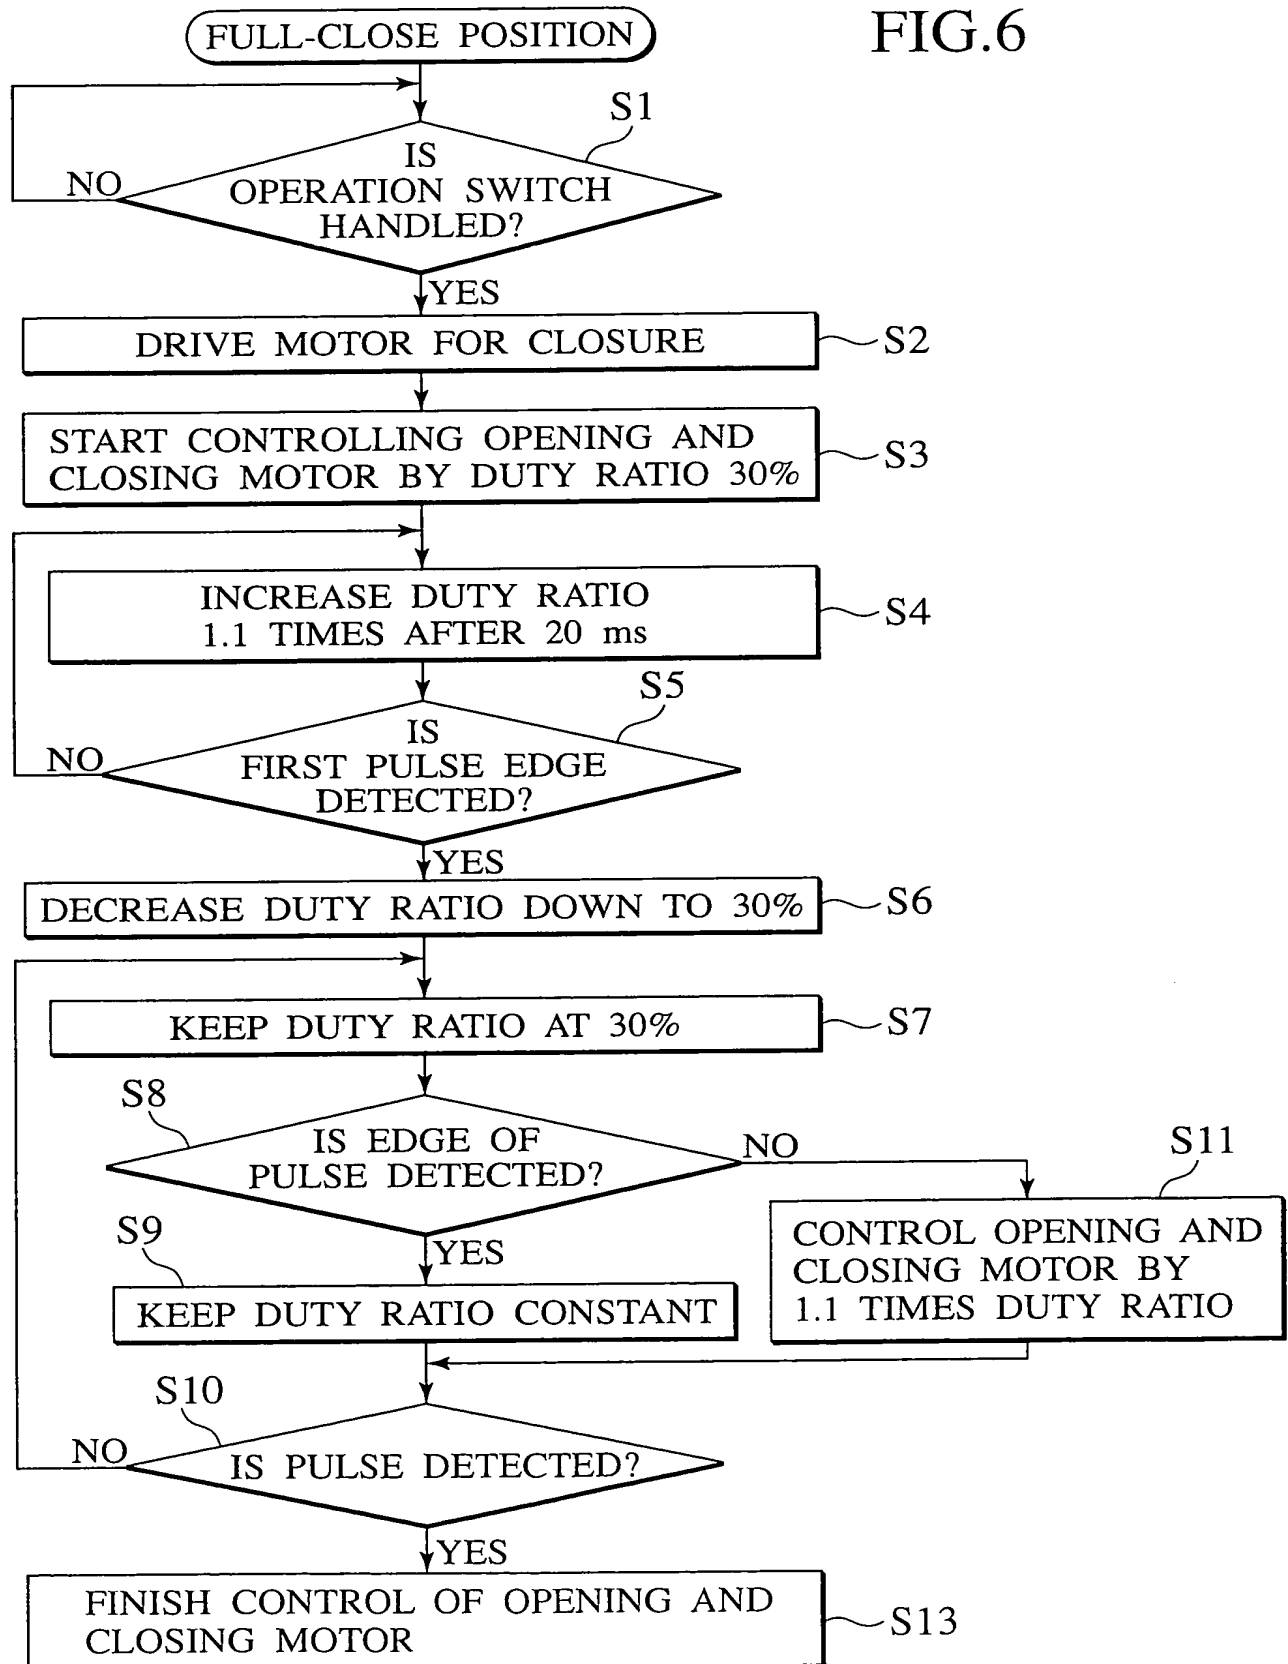 FIG.6
FULL-CLOSE POSITION
S1
IS
OPERATION SWITCH
HANDLED?
NO
YES
DRIVE MOTOR FOR CLOSURE
S2
START CONTROLLING OPENING AND
CLOSING MOTOR BY DUTY RATIO 30%
S3
INCREASE DUTY RATIO
1.1 TIMES AFTER 20 ms
S4
S5
IS
FIRST PULSE EDGE
DETECTED?
NO
YES
DECREASE DUTY RATIO DOWN TO 30%
S6
KEEP DUTY RATIO AT 30%
S7
S8
IS EDGE OF
PULSE DETECTED?
NO
YES
S11
CONTROL OPENING AND
CLOSING MOTOR BY
1.1 TIMES DUTY RATIO
S9
KEEP DUTY RATIO CONSTANT
S10
IS PULSE DETECTED?
NO
YES
FINISH CONTROL OF OPENING AND
CLOSING MOTOR
S13